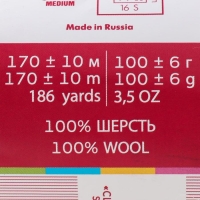 MEDIUM
16 S
Made in Russia
170 ± 10 м 100 ± 6 г
170 ± 10 m 100 ± 6 g
186 yards 3,5 OZ
100% ШЕРСТЬ
100% WOOL